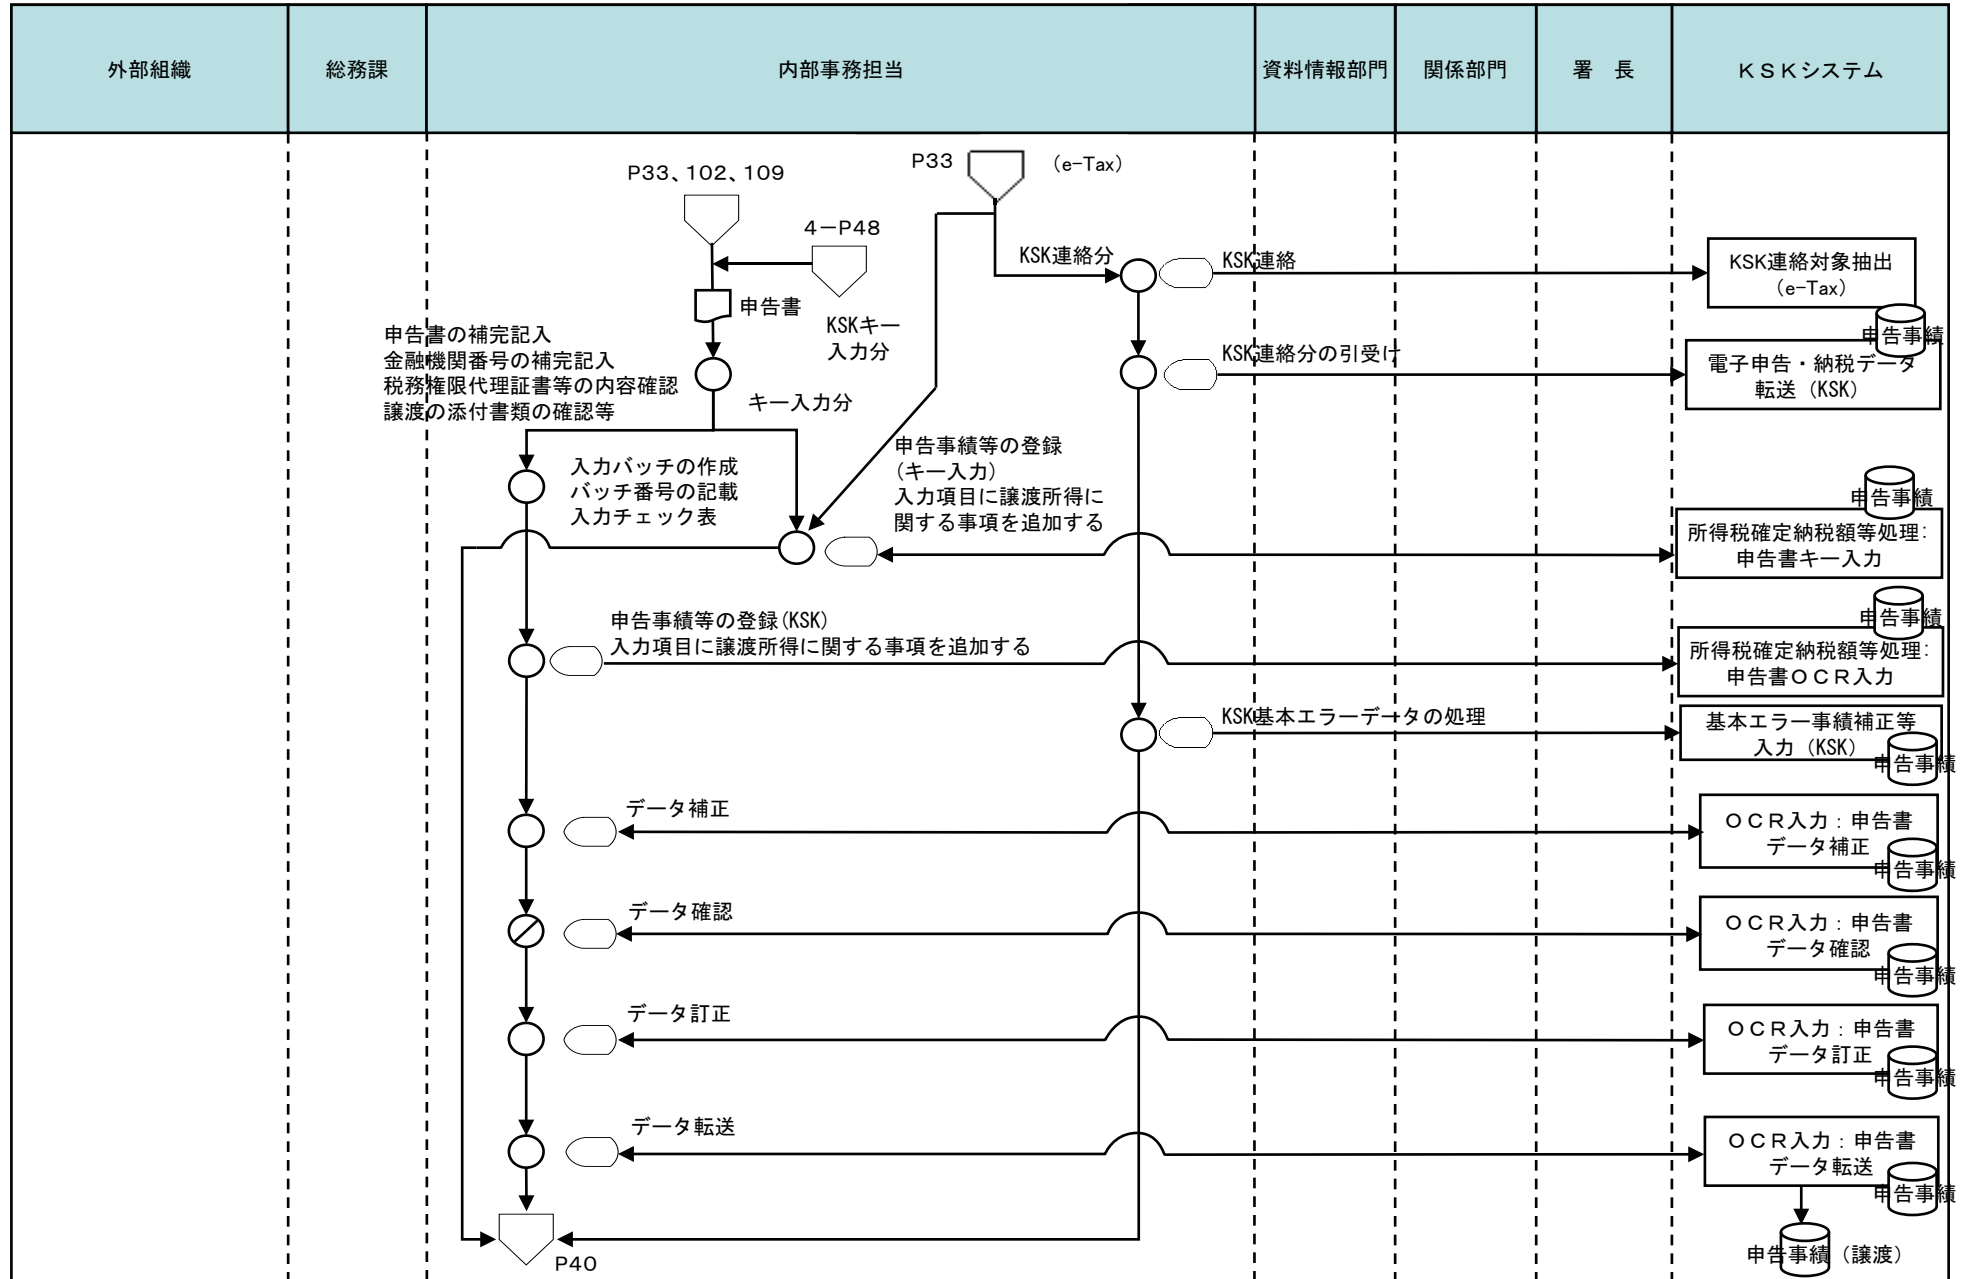 外部組織
総務課
内部事務担当
資料情報部門
関係部門
署　長
ＫＳＫシステム
P33、102、109
P33
（e-Tax）
4－P48
KSK連絡分
KSK連絡
KSK連絡対象抽出
（e-Tax）
申告書
申告事績
KSKキー
入力分
申告書の補完記入
金融機関番号の補完記入
税務権限代理証書等の内容確認
譲渡の添付書類の確認等
KSK連絡分の引受け
電子申告・納税データ
転送（KSK）
キー入力分
申告事績等の登録
（キー入力）
入力項目に譲渡所得に
関する事項を追加する
入力バッチの作成
バッチ番号の記載
入力チェック表
申告事績
所得税確定納税額等処理：
申告書キー入力
申告事績等の登録（KSK）
入力項目に譲渡所得に関する事項を追加する
申告事績
所得税確定納税額等処理：
申告書ＯＣＲ入力
KSK基本エラーデータの処理
基本エラー事績補正等
入力（KSK）
申告事績
データ補正
ＯＣＲ入力：申告書
データ補正
申告事績
データ確認
ＯＣＲ入力：申告書
データ確認
申告事績
データ訂正
ＯＣＲ入力：申告書
データ訂正
申告事績
データ転送
ＯＣＲ入力：申告書
データ転送
申告事績
P40
申告事績（譲渡）